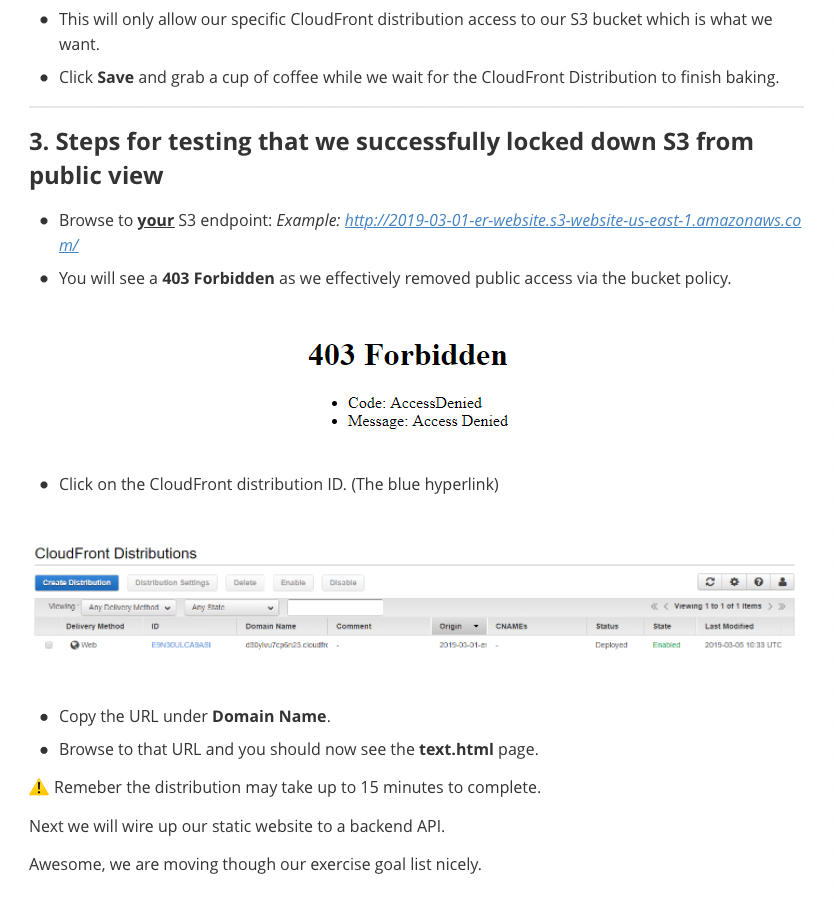 This will only allow our specific CloudFront distribution access to our S3 bucket which is what we
want.
Click Save and grab a cup of coffee while we wait for the CloudFront Distribution to finish baking.
3. Steps for testing that we successfully locked down S3 from
public view
Browse to your S3 endpoint: Example: http://2019-03-01-er-website.s3-website-us-east-1.amazonaws.co
m/
You will see a 403 Forbidden as we effectively removed public access via the bucket policy.
403 Forbidden
Code: AccessDenied
Message: Access Denied
Click on the CloudFront distribution ID. (The blue hyperlink)
CloudFront Distributions
Create Distribution Distribution Settings Delete Enable Disable
Viewing : Any Delivery Method Any State Viewing 1 to 1 of 1 Items
Delivery Method ID Domain Name Comment Origin CNAMEs Status State Last Modified
Web - 2019-03-01-er - Deployed Enabled 2019-03-05 10:33 UTC
Copy the URL under Domain Name.
Browse to that URL and you should now see the text.html page.
Remeber the distribution may take up to 15 minutes to complete.
Next we will wire up our static website to a backend API.
Awesome, we are moving though our exercise goal list nicely.